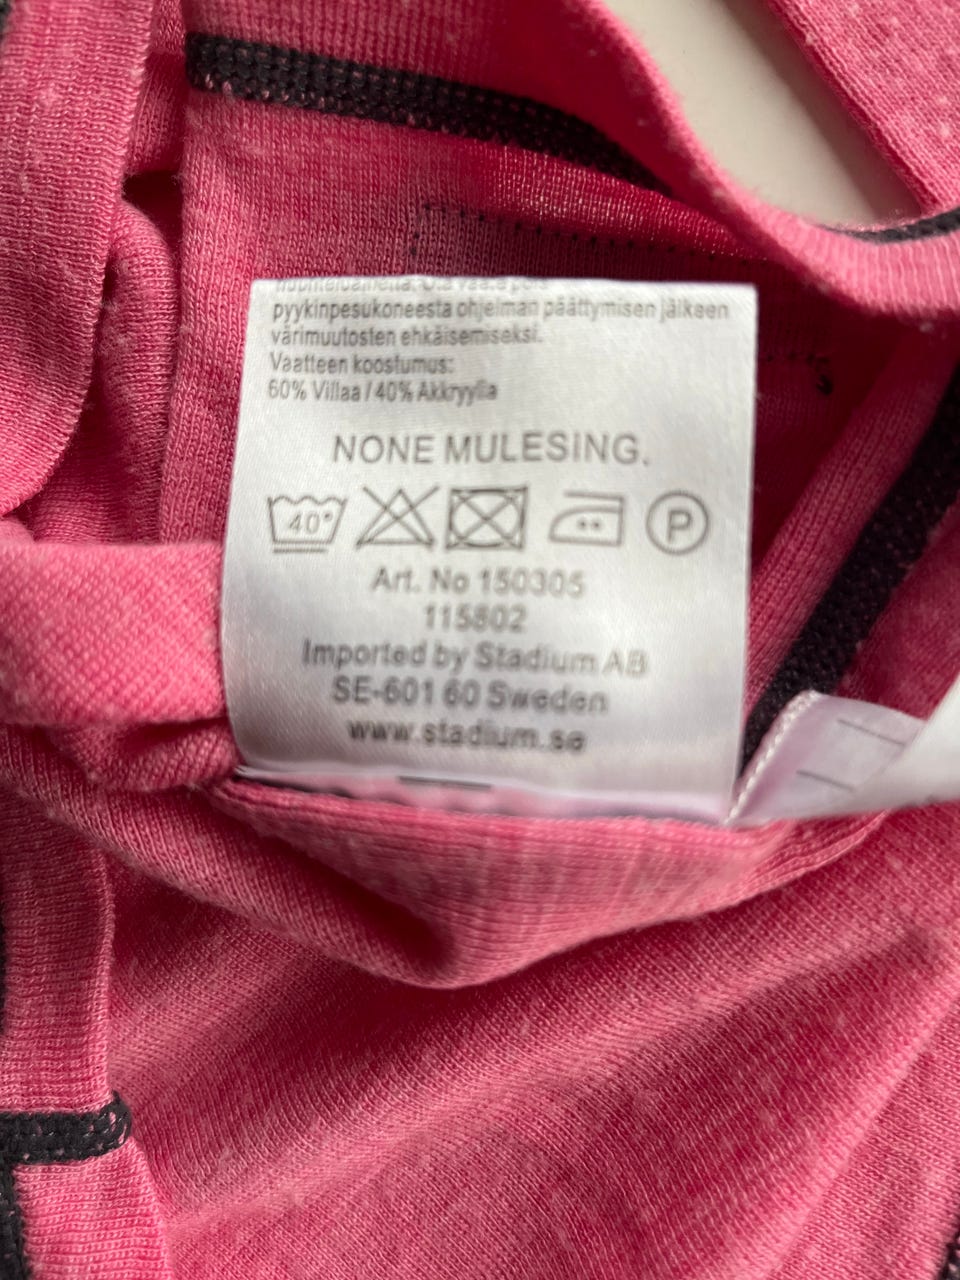 pyykinpesukoneesta ohjelman päättymisen jälkeen
värimuutosten ehkäisemiseksi.
Vaatteen koostumus:
60% Villaa / 40% Akkryylla
NONE MULESING.
40° P
Art. No 150305
115802
Imported by Stadium AB
SE-601 60 Sweden
www.stadium.se